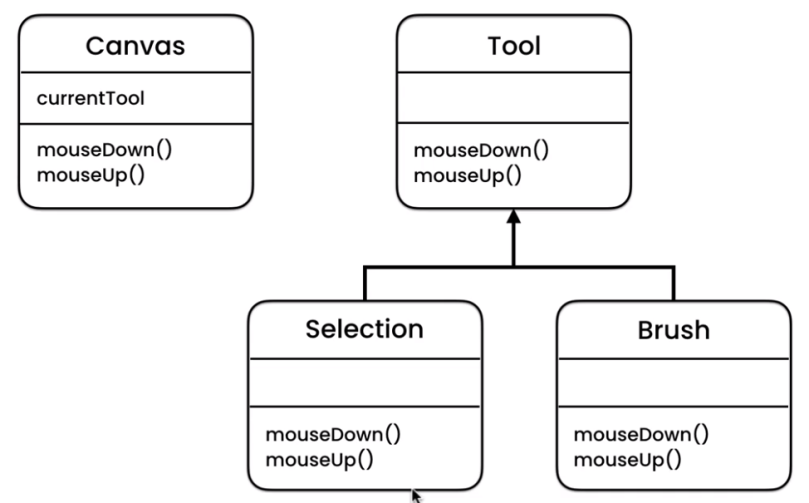 Canvas
currentTool
mouseDown()
mouseUp()
Tool
mouseDown()
mouseUp()
Selection
mouseDown()
mouseUp()
Brush
mouseDown()
mouseUp()